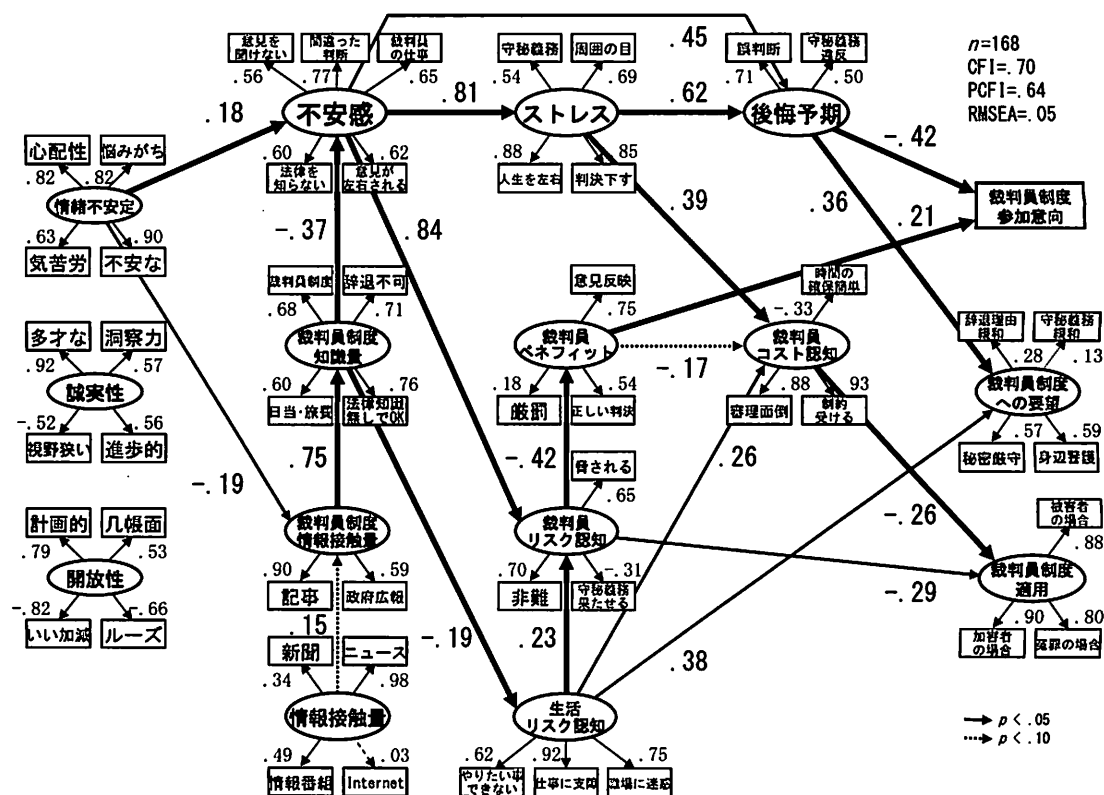 意見を
聞けない
間違った
判断
裁判員
の仕事
.56
.77
.65
守秘義務
周囲の目
.54
.69
.45
誤判断
守秘義務
違反
.71
.50
n=168
CFI=.70
PCFI=.64
RMSEA=.05
.18
不安感
.81
ストレス
.62
後悔予期
-.42
心配性
悩みがち
.82
.82
情緒不安定
.63
.90
気苦労
不安な
.60
.62
法律を
知らない
意見が
左右される
.88
.85
人生を左右
判決下す
裁判員制度
参加意向
-.37
.84
.39
.36
.21
裁判員制度
辞退不可
.68
.71
裁判員制度
知識量
.60
.76
日当・旅費
法律知識
無しでOK
意見反映
.75
裁判員
ベネフィット
.18
.54
厳罰
正しい判決
-.17
時間の
確保簡単
-.33
裁判員
コスト認知
.88
.93
審理面倒
制約
受ける
辞退理由
緩和
守秘義務
緩和
.28
.13
裁判員制度
への要望
.57
.59
秘密厳守
身辺警護
多才な
洞察力
.92
.57
誠実性
-.52
.56
視野狭い
進歩的
.75
-.42
.26
-.19
脅される
.65
-.26
計画的
几帳面
.79
.53
開放性
-.82
-.66
いい加減
ルーズ
裁判員制度
情報接触量
.90
.59
記事
政府広報
裁判員
リスク認知
.70
-.31
非難
守秘義務
果たせる
-.29
被害者
の場合
.88
裁判員制度
適用
.90
.80
加害者
の場合
冤罪の場合
.15
-.19
.23
.38
新聞
ニュース
.34
.98
情報接触量
.49
.03
情報番組
Internet
生活
リスク認知
.62
.92
.75
やりたい事
できない
仕事に支障
職場に迷惑
p<.05
p<.10